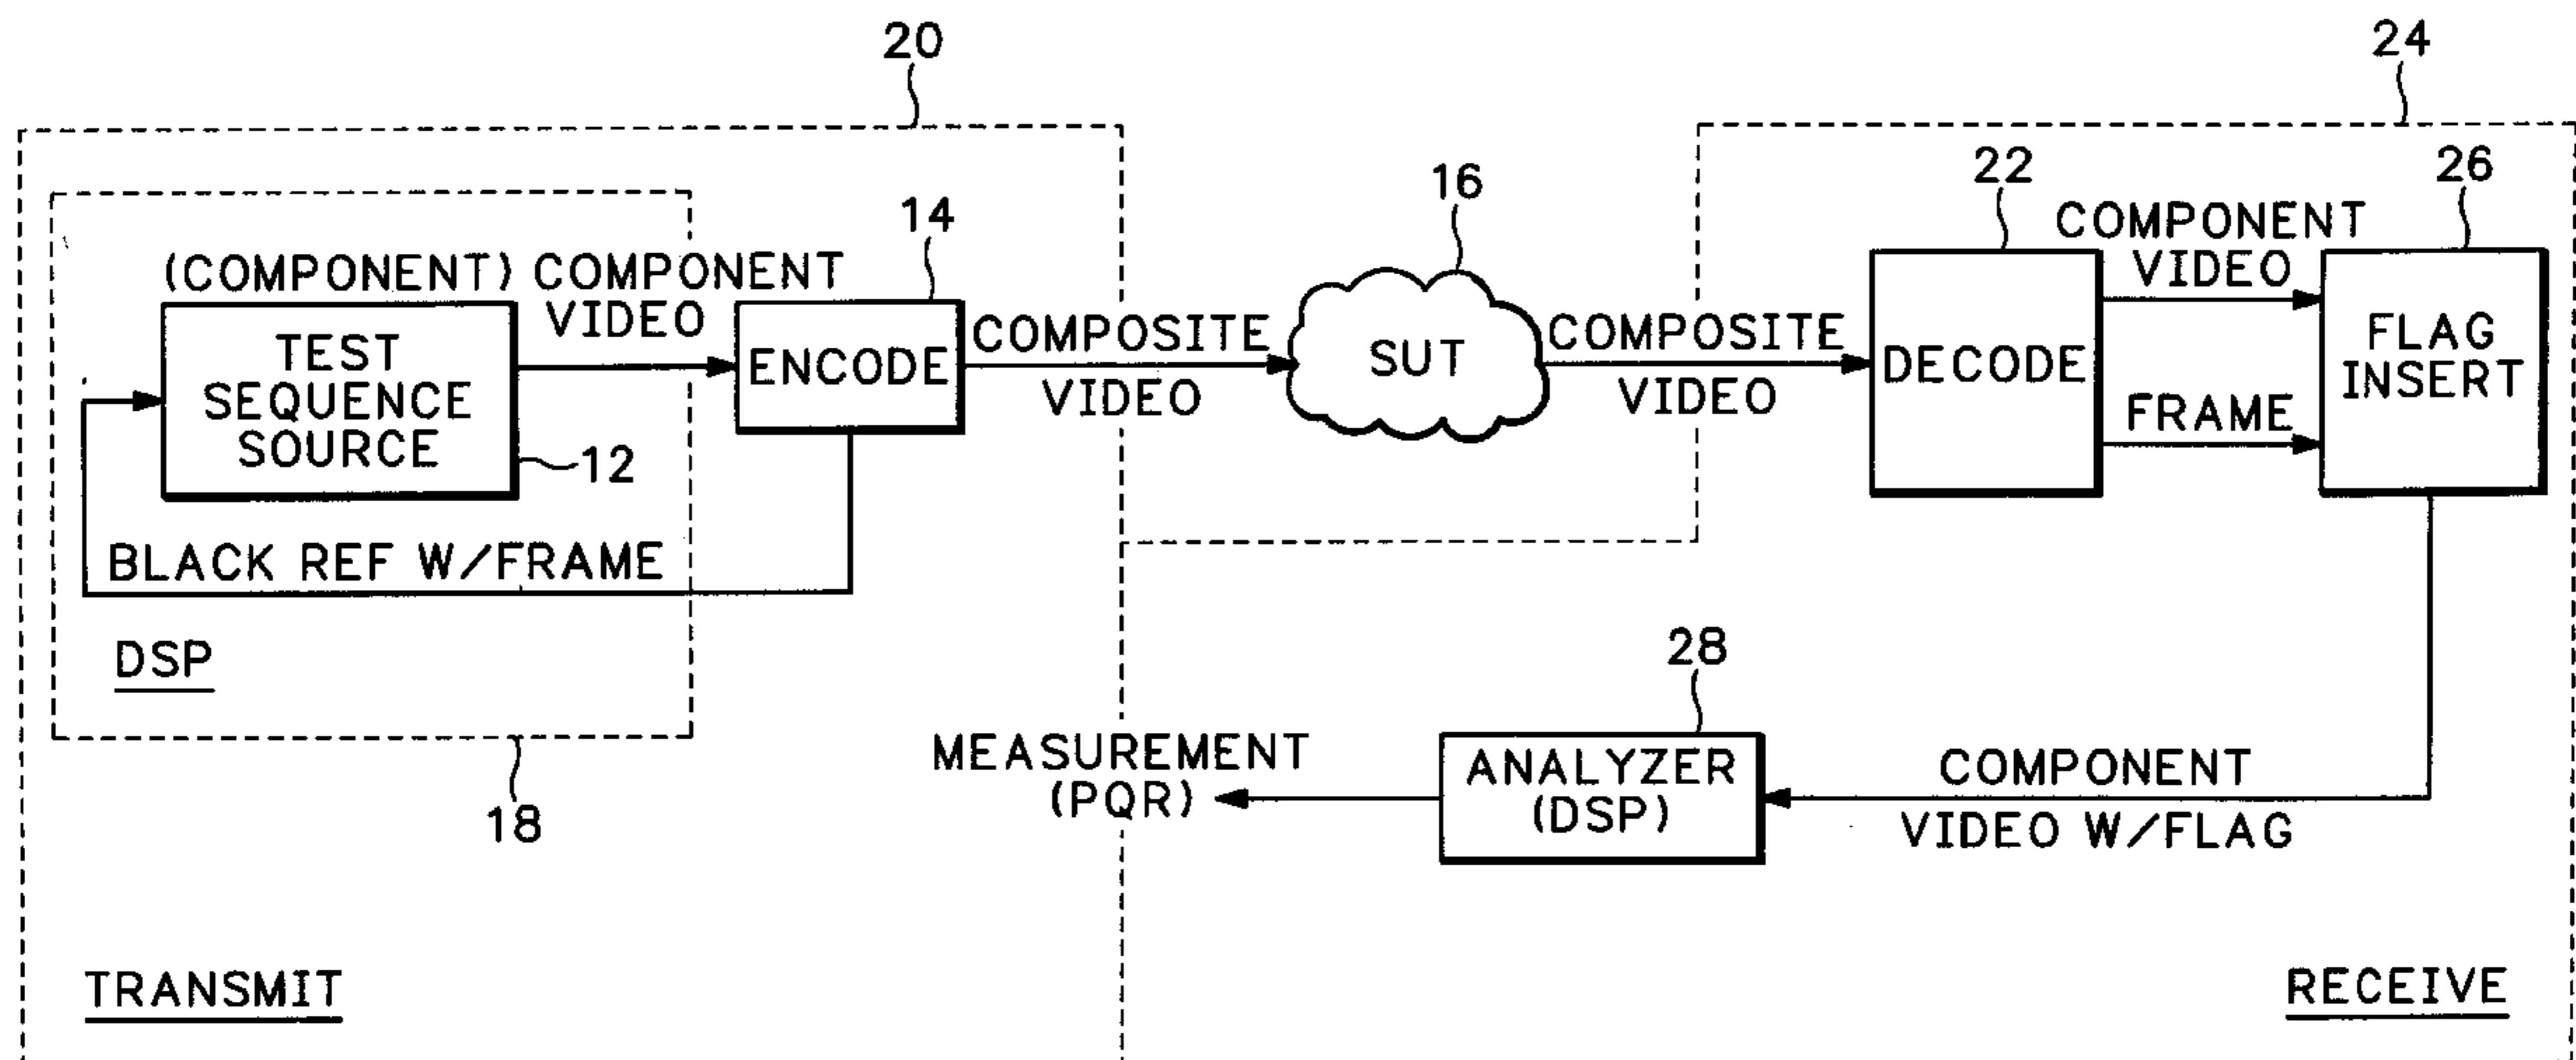 20
24
14
16
22
26
(COMPONENT) COMPONENT
VIDEO
TEST
SEQUENCE
SOURCE
12
ENCODE
COMPOSITE
VIDEO
SUT
COMPOSITE
VIDEO
DECODE
COMPONENT
VIDEO
FRAME
FLAG
INSERT
BLACK REF W/FRAME
DSP
18
28
MEASUREMENT
(PQR)
ANALYZER
(DSP)
COMPONENT
VIDEO W/FLAG
TRANSMIT
RECEIVE